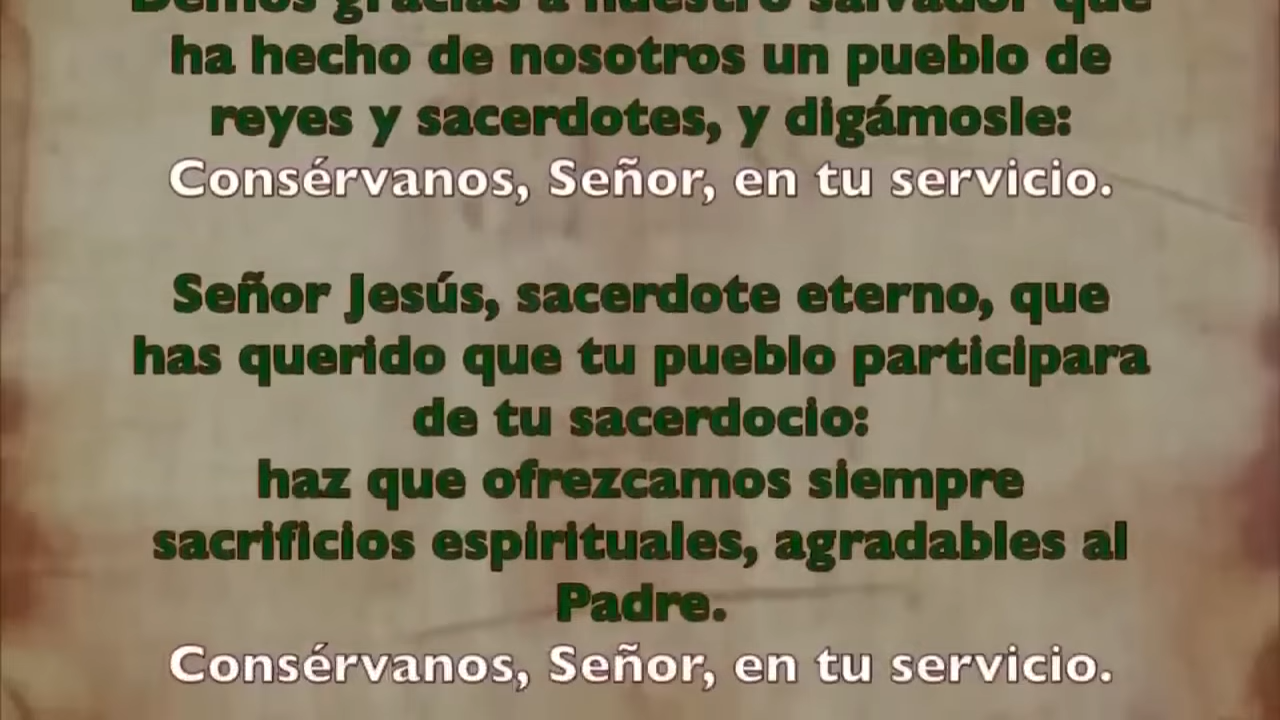 Demos gracias a nuestro salvador que
ha hecho de nosotros un pueblo de
reyes y sacerdotes, y digámosle:
Consérvanos, Señor, en tu servicio.
Señor Jesús, sacerdote eterno, que
has querido que tu pueblo participara
de tu sacerdocio:
haz que ofrezcamos siempre
sacrificios espirituales, agradables al
Padre.
Consérvanos, Señor, en tu servicio.